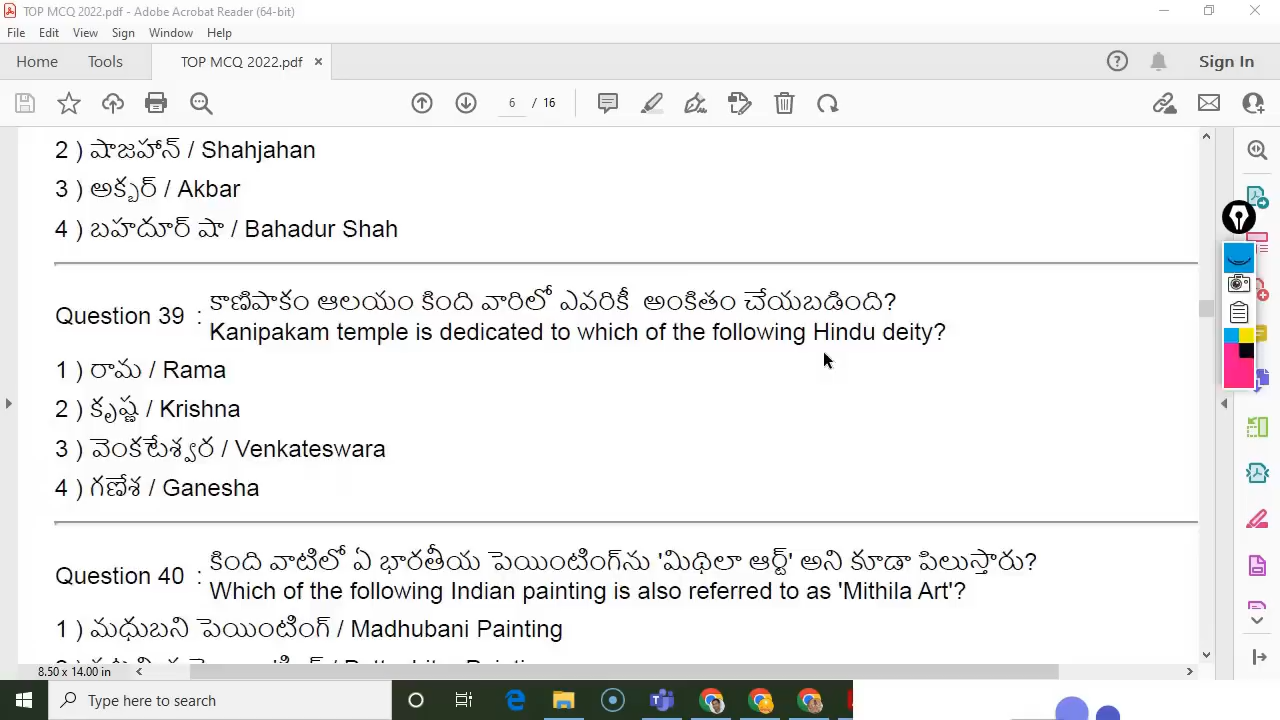 TOP MCQ 2022.pdf - Adobe Acrobat Reader (64-bit)
File Edit View Sign Window Help
Home Tools TOP MCQ 2022.pdf × Sign In
6 / 16
2 ) షాజహాన్ / Shahjahan
3 ) అక్బర్ / Akbar
4 ) బహదూర్ షా / Bahadur Shah
Question 39 : కాణిపాకం ఆలయం కింది వారిలో ఎవరికీ అంకితం చేయబడింది?
Kanipakam temple is dedicated to which of the following Hindu deity?
1 ) రామ / Rama
2 ) కృష్ణ / Krishna
3 ) వెంకటేశ్వర / Venkateswara
4 ) గణేశ / Ganesha
Question 40 : కింది వాటిలో ఏ భారతీయ పెయింటింగ్‌ను 'మిథిలా ఆర్ట్' అని కూడా పిలుస్తారు?
Which of the following Indian painting is also referred to as 'Mithila Art'?
1 ) మధుబని పెయింటింగ్ / Madhubani Painting
8.50 x 14.00 in
Type here to search